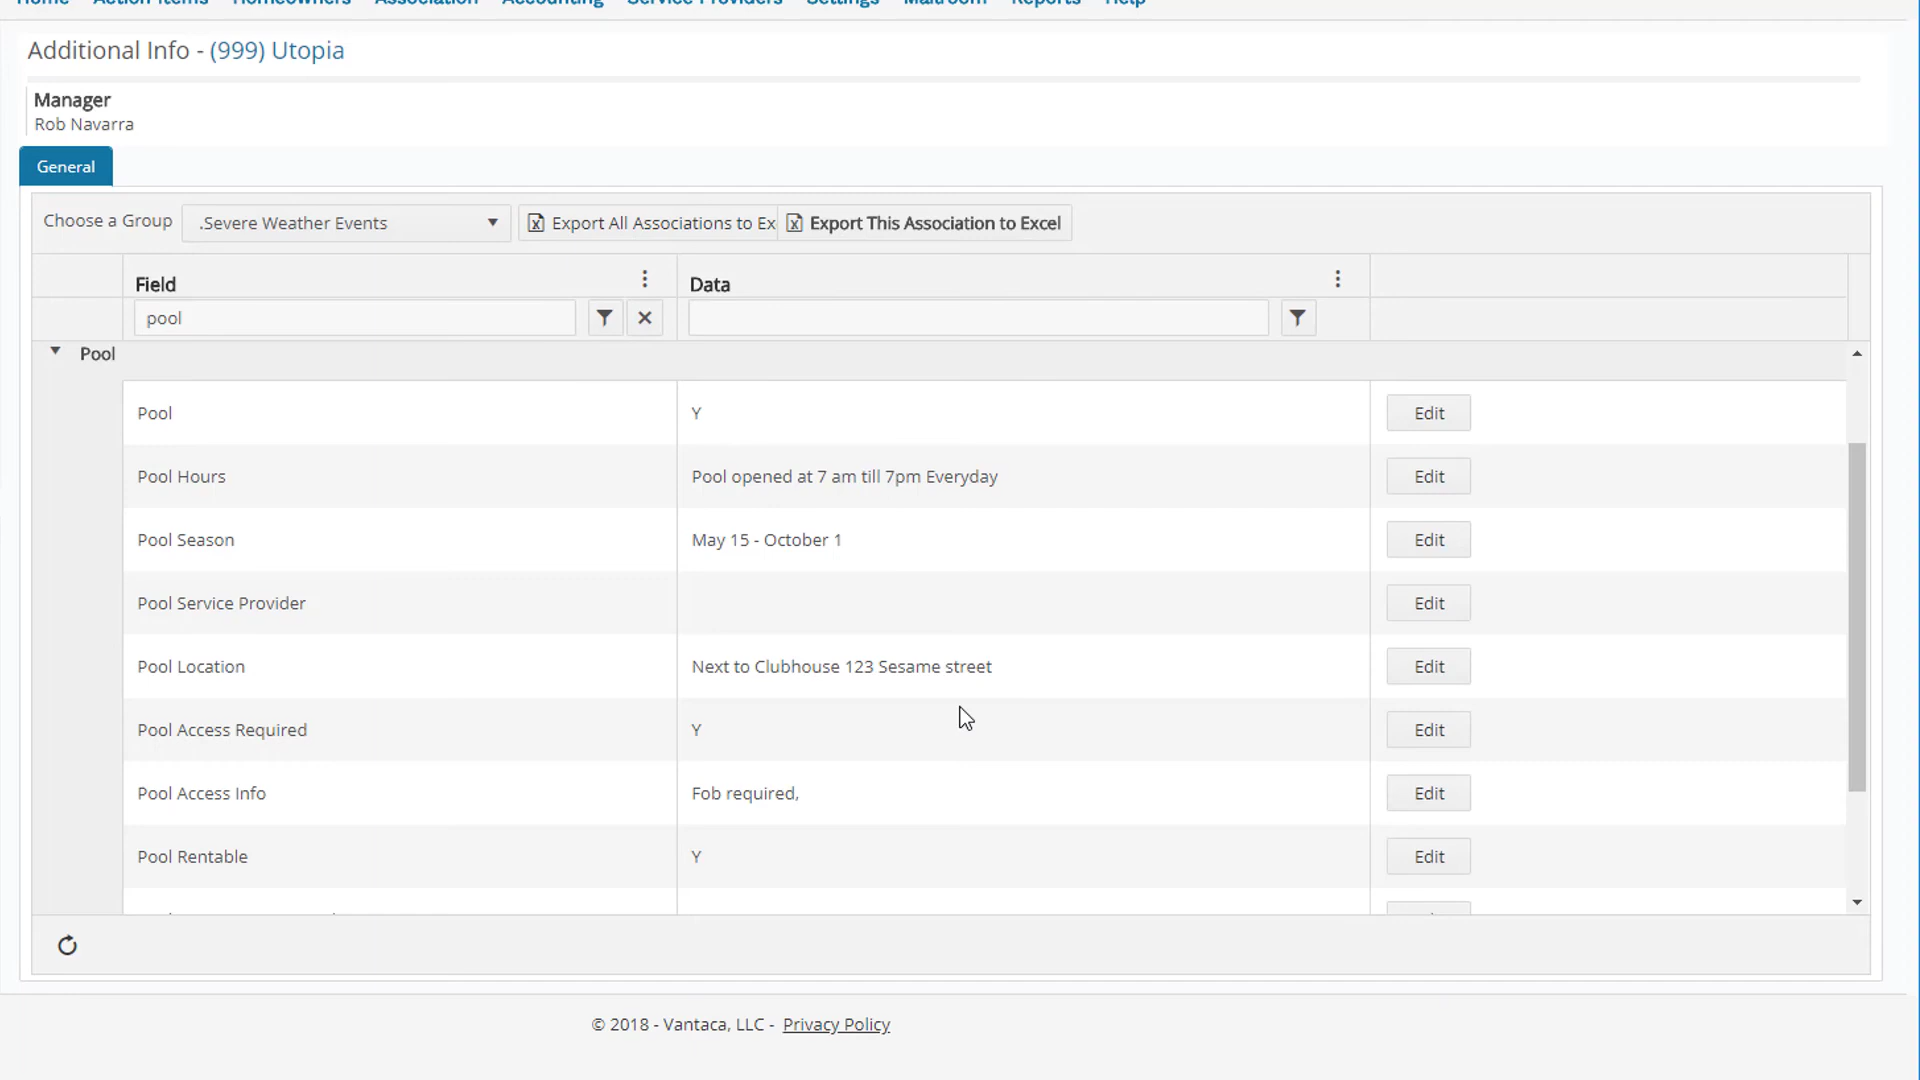 Home Action Items Homeowners Association Accounting Service Providers Settings Mailroom Reports Help
Additional Info - (999) Utopia
Manager
Rob Navarra
General
Choose a Group .Severe Weather Events Export All Associations to Ex Export This Association to Excel
Field Data
pool
Pool
Pool Y Edit
Pool Hours Pool opened at 7 am till 7pm Everyday Edit
Pool Season May 15 - October 1 Edit
Pool Service Provider Edit
Pool Location Next to Clubhouse 123 Sesame street Edit
Pool Access Required Y Edit
Pool Access Info Fob required, Edit
Pool Rentable Y Edit
© 2018 - Vantaca, LLC - Privacy Policy